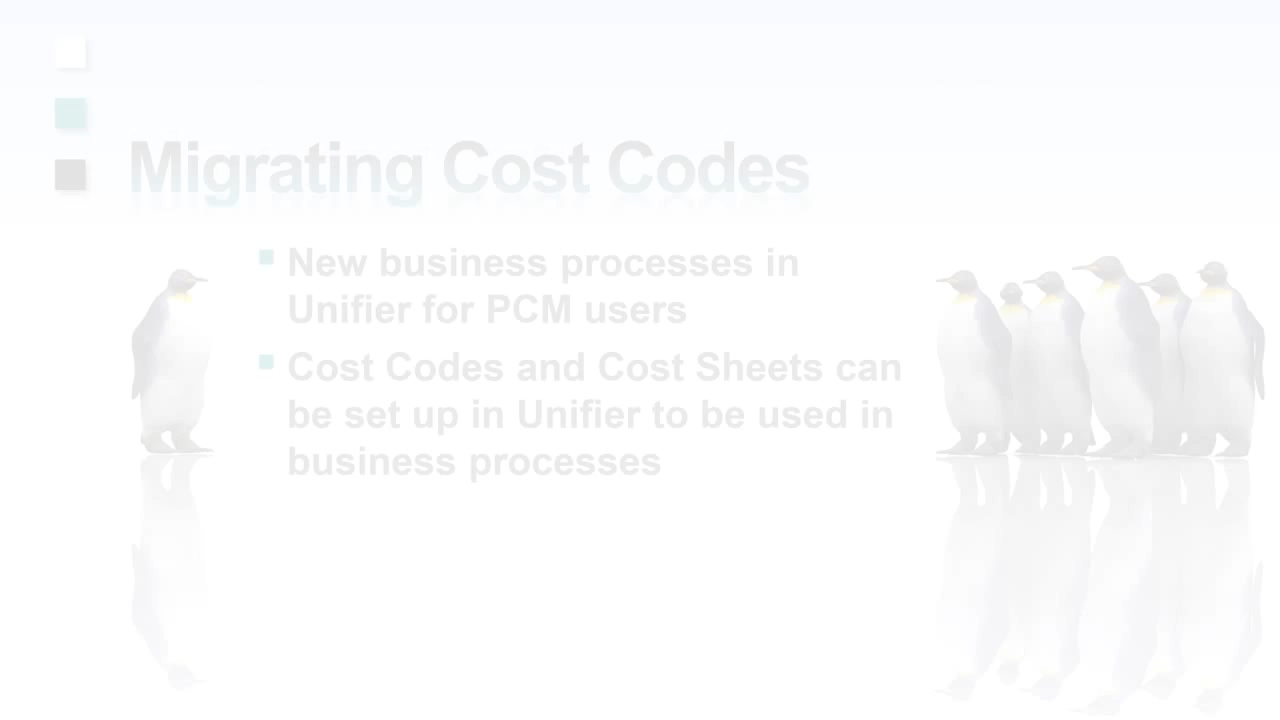 Migrating Cost Codes
New business processes in
Unifier for PCM users
Cost Codes and Cost Sheets can
be set up in Unifier to be used in
business processes